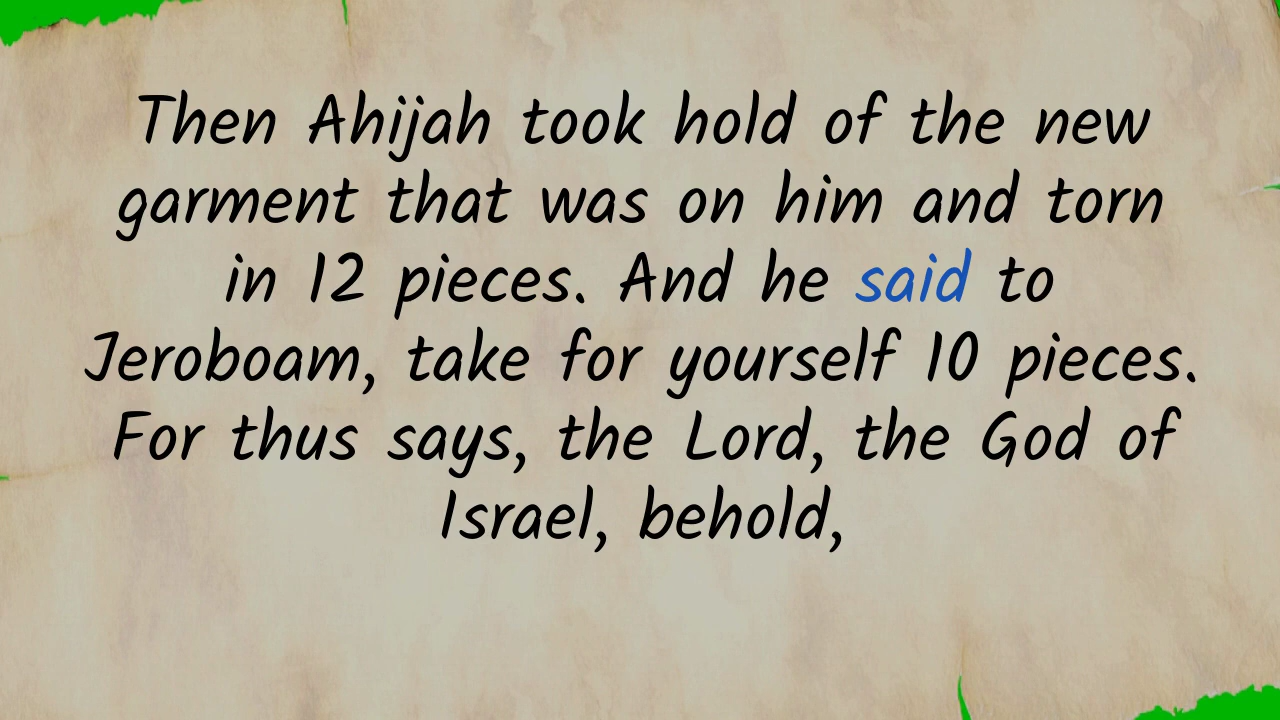 Then Ahijah took hold of the new
garment that was on him and torn
in 12 pieces. And he said to
Jeroboam, take for yourself 10 pieces.
For thus says, the Lord, the God of
Israel, behold,